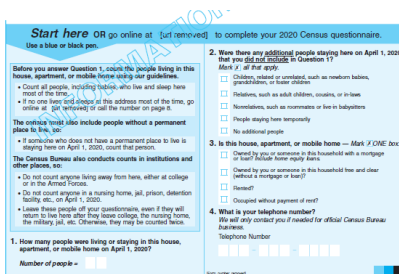 Start here OR go online at [url removed] to complete your 2020 Census questionnaire.
Use a blue or black pen.
Before you answer Question 1, count the people living in this
house, apartment, or mobile home using our guidelines.
• Count all people, including babies, who live and sleep here
most of the time.
• If no one lives and sleeps at this address most of the time, go
online at [url removed] or call the number on page 8.
The census must also include people without a permanent
place to live, so:
• If someone who does not have a permanent place to live is
staying here on April 1, 2020, count that person.
The Census Bureau also conducts counts in institutions and
other places, so:
• Do not count anyone living away from here, either at college
or in the Armed Forces.
• Do not count anyone in a nursing home, jail, prison, detention
facility, etc., on April 1, 2020.
• Leave these people off your questionnaire, even if they will
return to live here after they leave college, the nursing home,
the military, jail, etc. Otherwise, they may be counted twice.
1. How many people were living or staying in this house,
apartment, or mobile home on April 1, 2020?
Number of people =
2. Were there any additional people staying here on April 1, 2020
that you did not include in Question 1?
Mark X all that apply.
Children, related or unrelated, such as newborn babies,
grandchildren, or foster children
Relatives, such as adult children, cousins, or in-laws
Nonrelatives, such as roommates or live-in babysitters
People staying here temporarily
No additional people
3. Is this house, apartment, or mobile home — Mark X ONE box.
Owned by you or someone in this household with a mortgage
or loan? Include home equity loans.
Owned by you or someone in this household free and clear
(without a mortgage or loan)?
Rented?
Occupied without payment of rent?
4. What is your telephone number?
We will only contact you if needed for official Census Bureau
business.
Telephone Number
INFORMATION